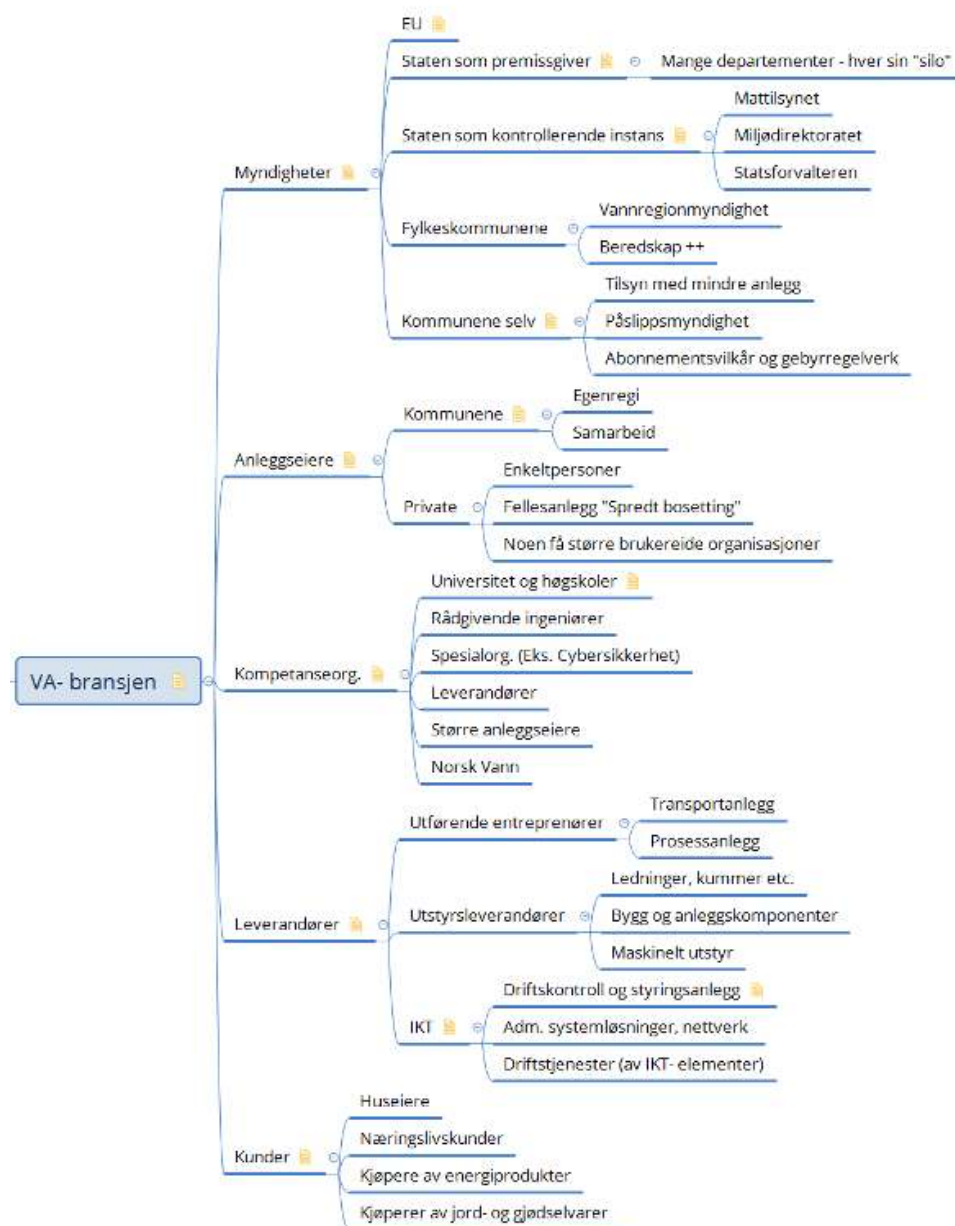 EU
Staten som premissgiver
Mange departementer - hver sin "silo"
Mattilsynet
Staten som kontrollerende instans
Miljødirektoratet
Statsforvalteren
Myndigheter
Vannregionmyndighet
Fylkeskommunene
Beredskap ++
Tilsyn med mindre anlegg
Kommunene selv
Påslippsmyndighet
Abonnementsvilkår og gebyrregelverk
Egenregi
Kommunene
Samarbeid
Anleggseiere
Enkeltpersoner
Private
Fellesanlegg "Spredt bosetting"
Noen få større brukereide organisasjoner
Universitet og høgskoler
Rådgivende ingeniører
Kompetanseorg.
Spesialorg. (Eks. Cybersikkerhet)
VA- bransjen
Leverandører
Større anleggseiere
Norsk Vann
Transportanlegg
Utførende entreprenører
Prosessanlegg
Ledninger, kummer etc.
Leverandører
Utstyrsleverandører
Bygg og anleggskomponenter
Maskinelt utstyr
Driftskontroll og styringsanlegg
IKT
Adm. systemløsninger, nettverk
Driftstjenester (av IKT- elementer)
Huseiere
Næringslivskunder
Kunder
Kjøpere av energiprodukter
Kjøperer av jord- og gjødselvarer